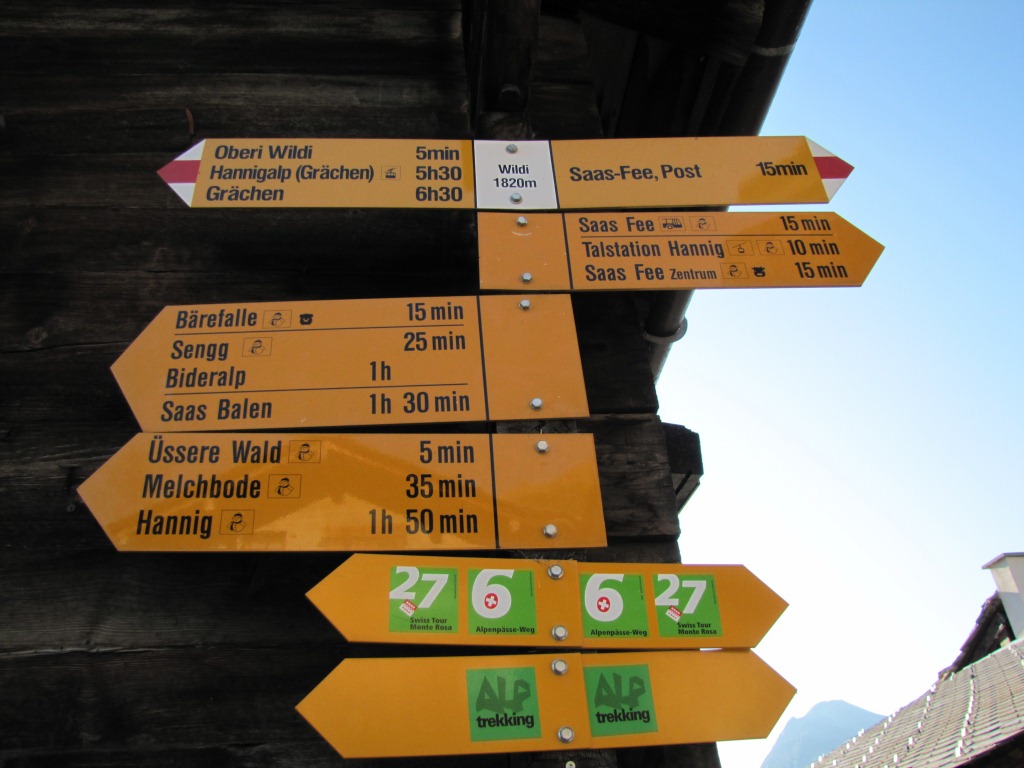 Oberi Wildi 5min
Hannigalp (Grächen) 5h30
Grächen 6h30
Wildi
1820m
Saas-Fee, Post 15min
Saas Fee 15 min
Talstation Hannig 10 min
Saas Fee Zentrum 15 min
Bärefalle 15 min
Sengg 25 min
Bideralp 1h
Saas Balen 1h 30 min
Üssere Wald 5 min
Melchbode 35 min
Hannig 1h 50 min
27
Swiss Tour
Monte Rosa
6
Alpenpässe-Weg
6
Alpenpässe-Weg
27
Swiss Tour
Monte Rosa
ALP
trekking
ALP
trekking